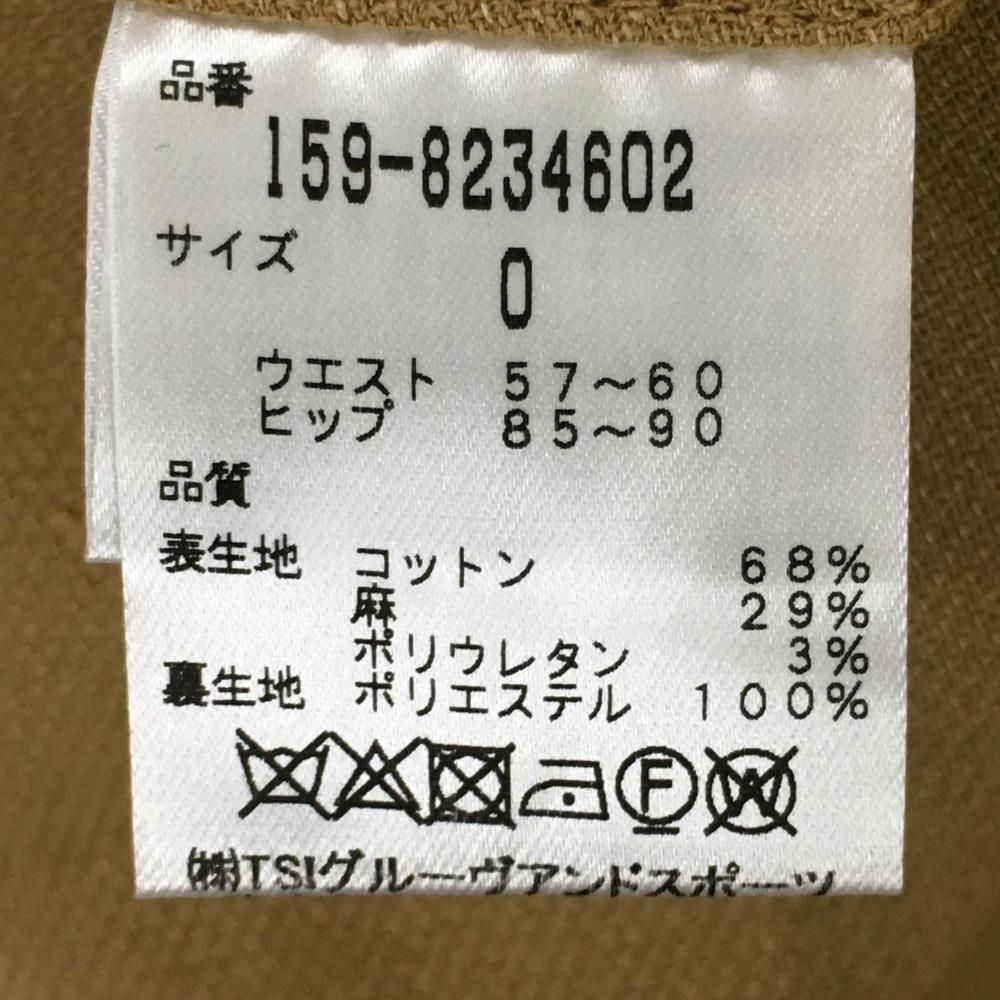 品番
159-8234602
サイズ
0
ウエスト 57~60
ヒップ 85~90
品質
表生地 コットン 68%
麻 29%
ポリウレタン 3%
裏生地 ポリエステル 100%
F W
㈱TSIグルーヴアンドスポーツ